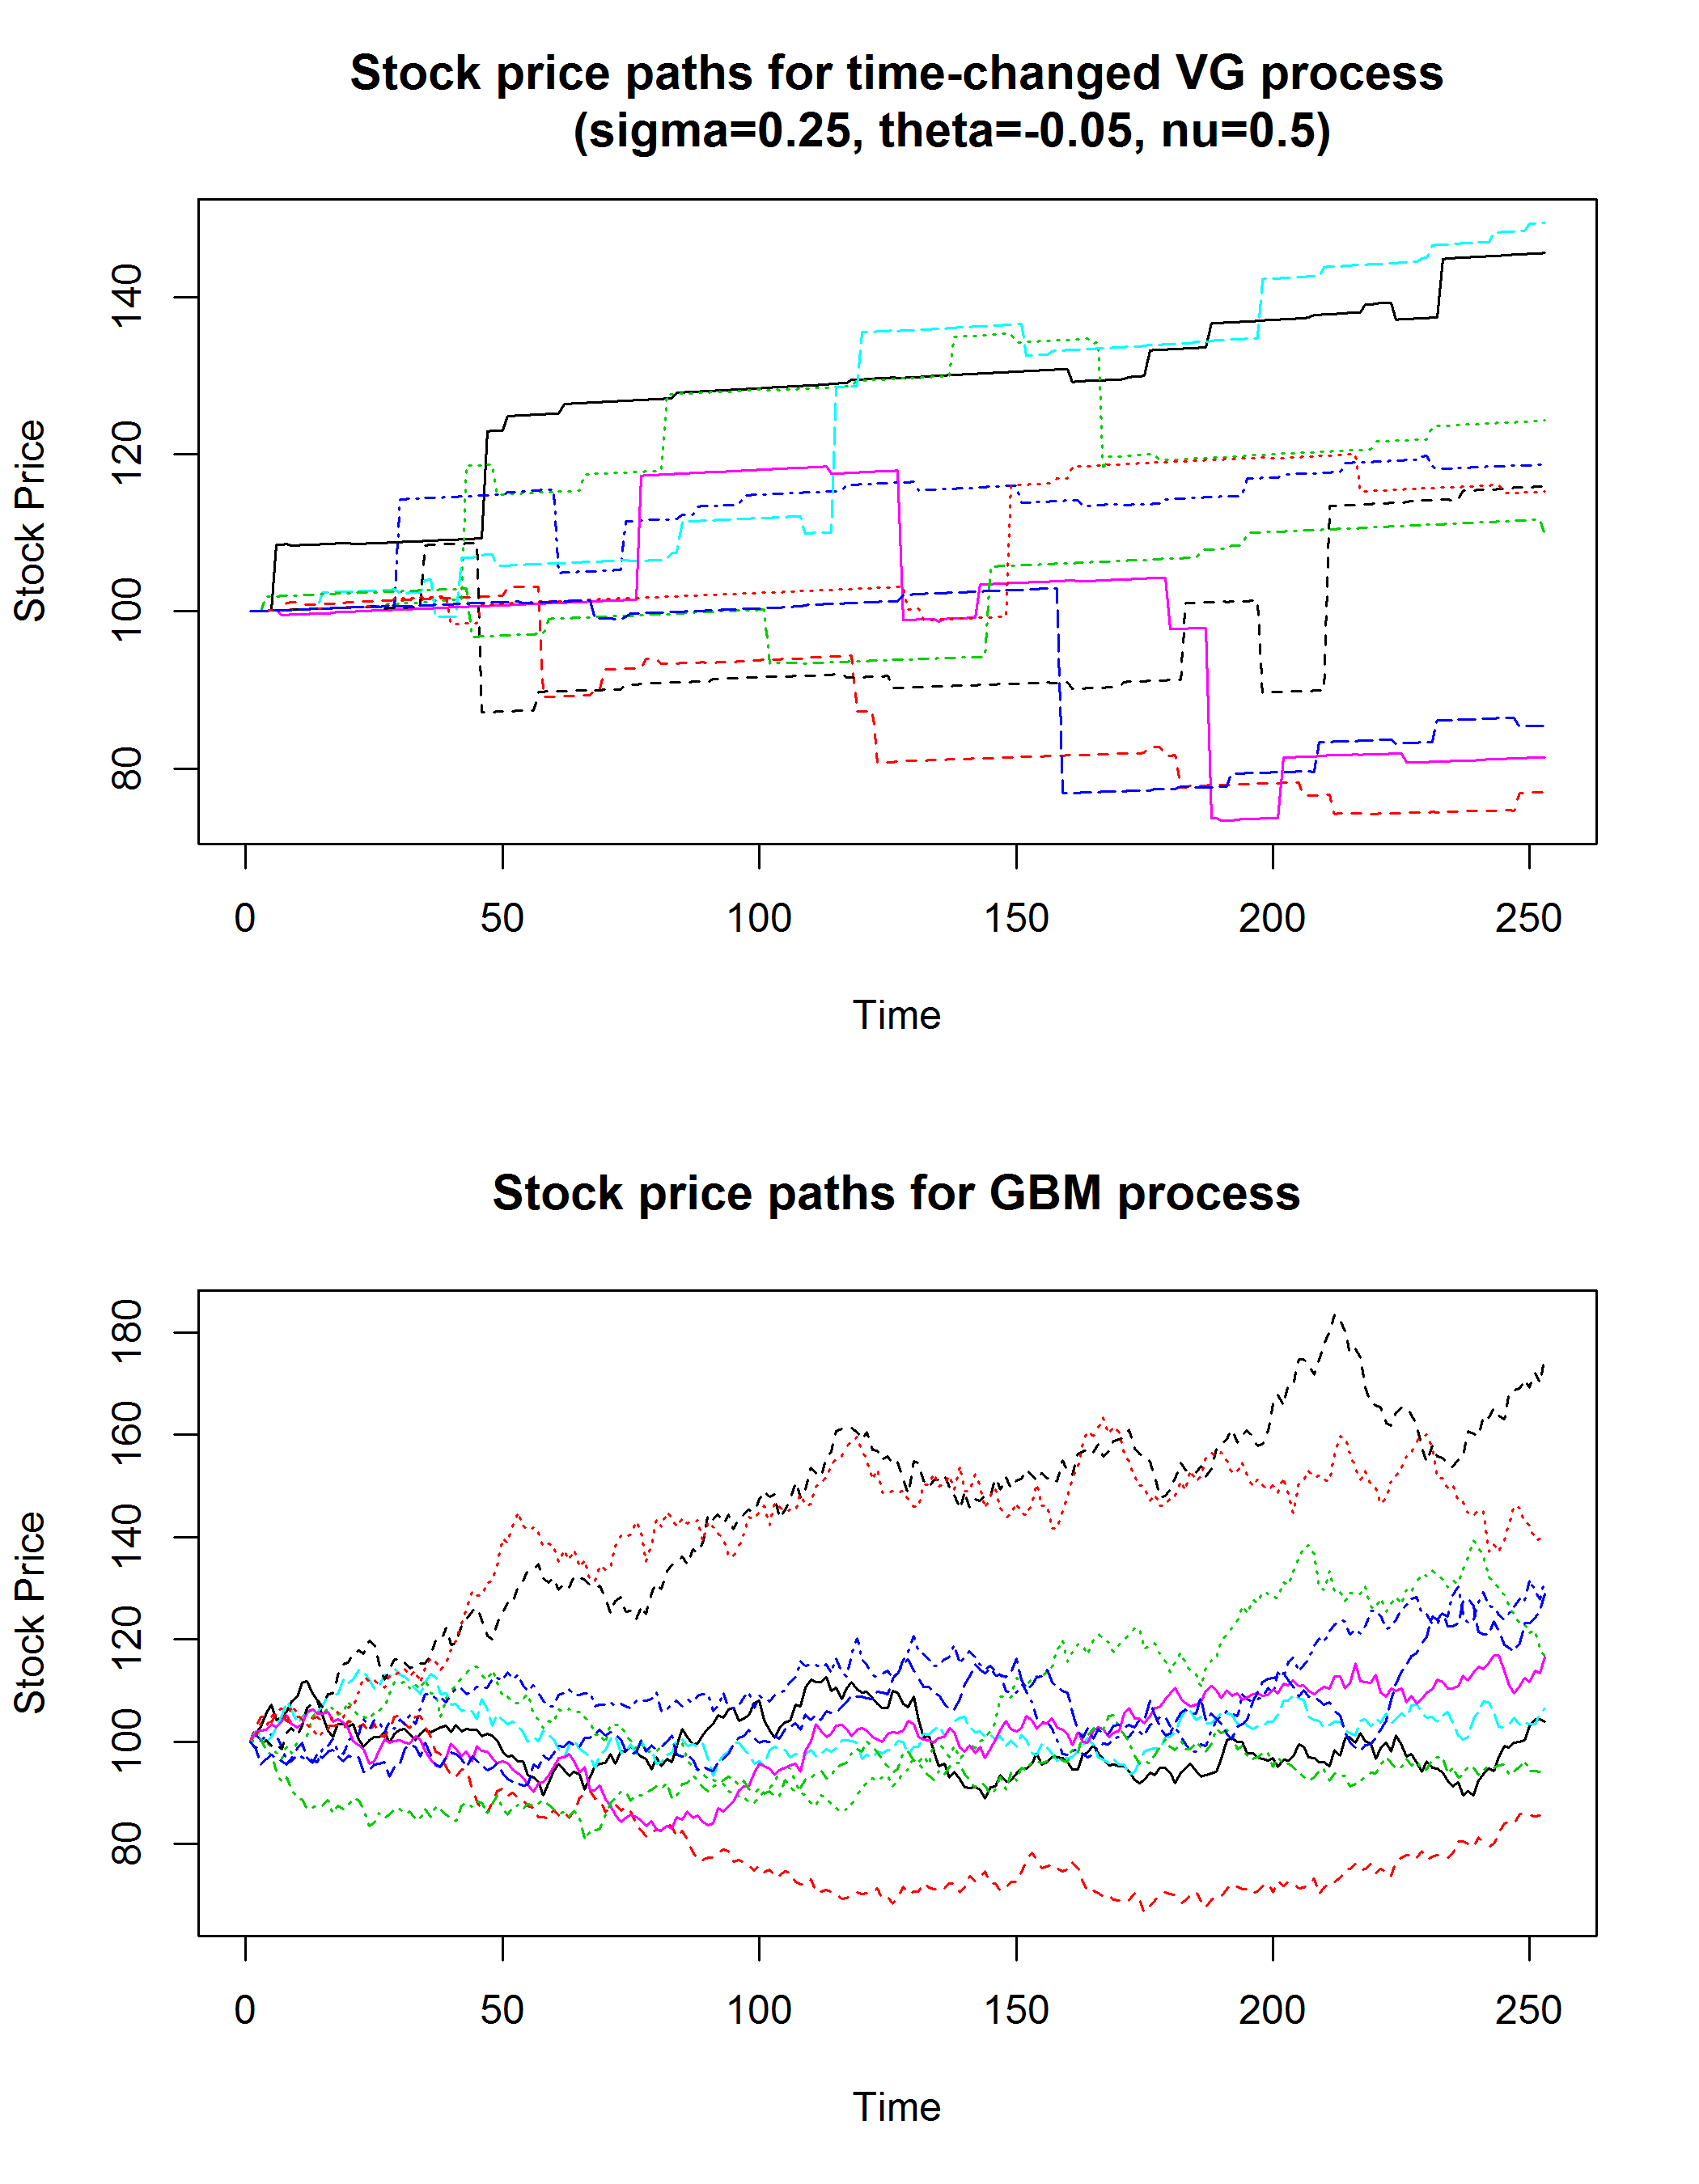 Stock price paths for time-changed VG process
(sigma=0.25, theta=-0.05, nu=0.5)
Stock Price
140
120
100
80
0 50 100 150 200 250
Time
Stock price paths for GBM process
Stock Price
180
160
140
120
100
80
0 50 100 150 200 250
Time